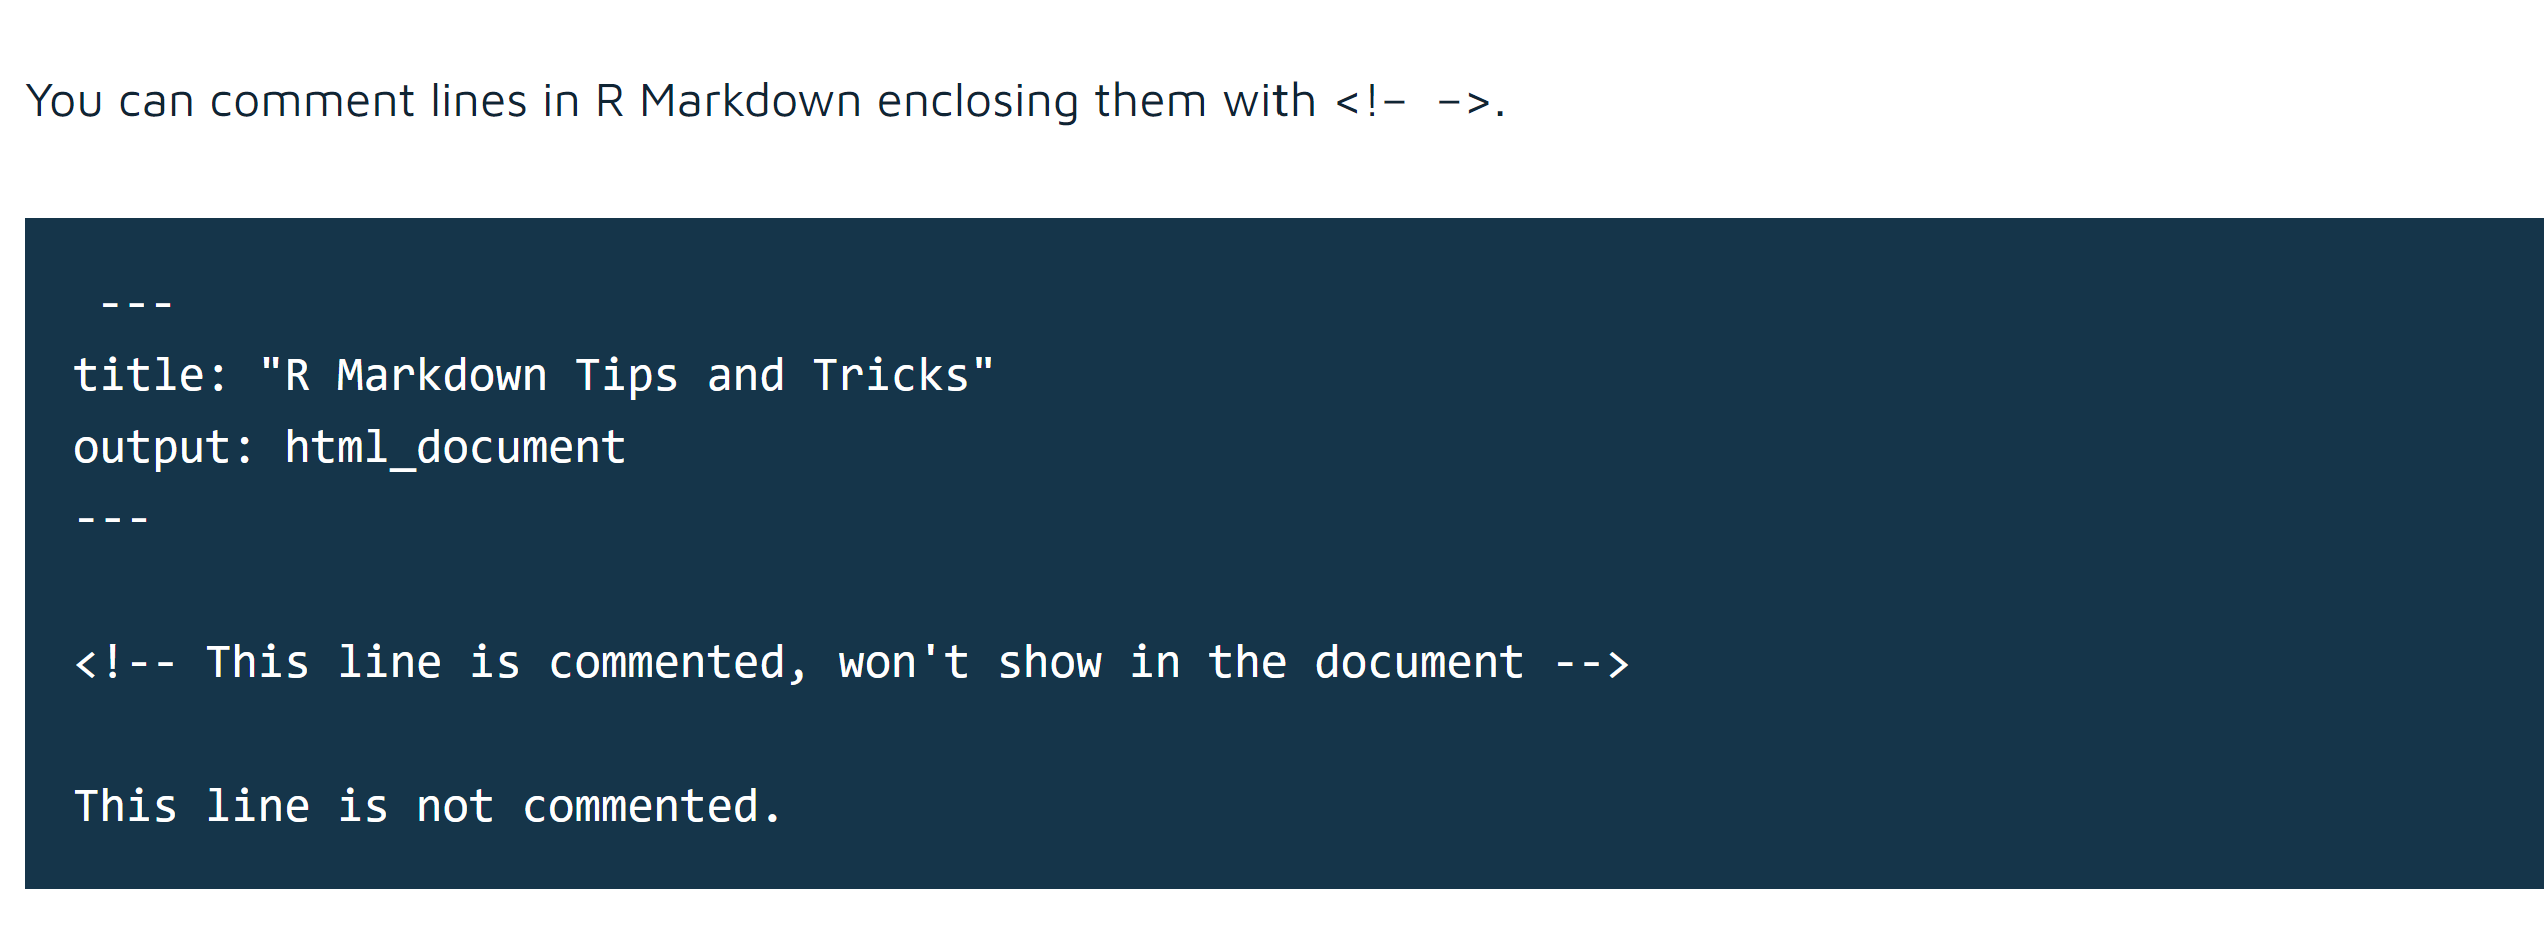 You can comment lines in R Markdown enclosing them with <!– –>.
---
title: "R Markdown Tips and Tricks"
output: html_document
---
<!-- This line is commented, won't show in the document -->
This line is not commented.